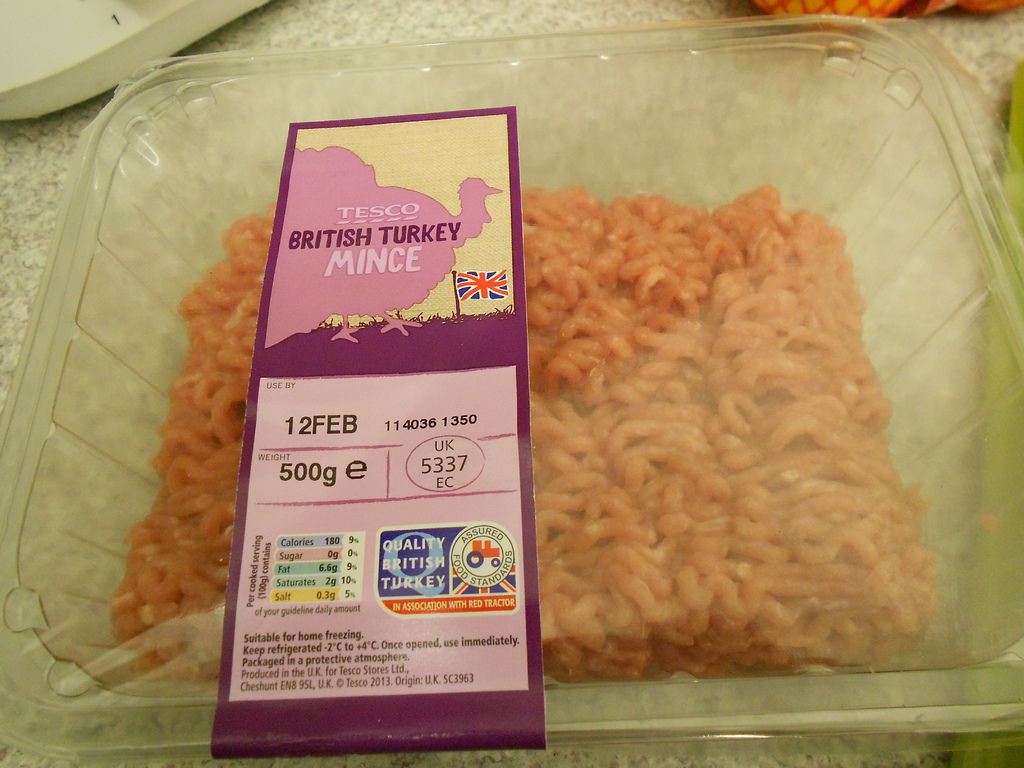 1
TESCO
BRITISH TURKEY
MINCE
USE BY
12FEB 114036 1350
WEIGHT
500g e
UK
5337
EC
Per cooked serving
(100g) contains
Calories 180 9%
Sugar 0g 0%
Fat 6.6g 9%
Saturates 2g 10%
Salt 0.3g 5%
of your guideline daily amount
QUALITY
BRITISH
TURKEY
ASSURED
FOOD STANDARDS
IN ASSOCIATION WITH RED TRACTOR
Suitable for home freezing.
Keep refrigerated -2°C to +4°C. Once opened, use immediately.
Packaged in a protective atmosphere.
Produced in the U.K. for Tesco Stores Ltd.,
Cheshunt EN8 9SL, U.K. © Tesco 2013. Origin: U.K. SC3963